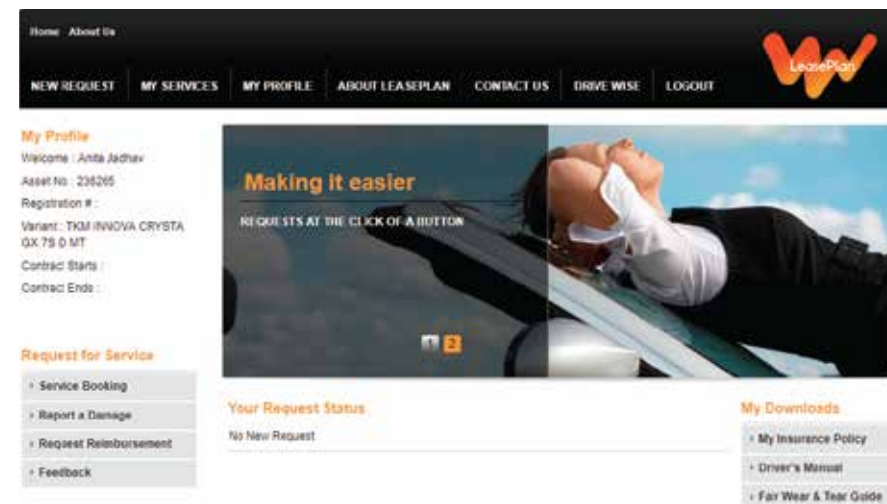 Home About Us
LeasePlan
NEW REQUEST MY SERVICES MY PROFILE ABOUT LEASEPLAN CONTACT US DRIVE WISE LOGOUT
My Profile
Welcome : Anita Jadhav
Asset No : 236265
Registration # :
Variant : TKM INNOVA CRYSTA
GX 7S D MT
Contract Starts :
Contract Ends :
Making it easier
REQUESTS AT THE CLICK OF A BUTTON
1 2
Request for Service
Service Booking
Report a Damage
Request Reimbursement
Feedback
Your Request Status
No New Request
My Downloads
My Insurance Policy
Driver's Manual
Fair Wear & Tear Guide